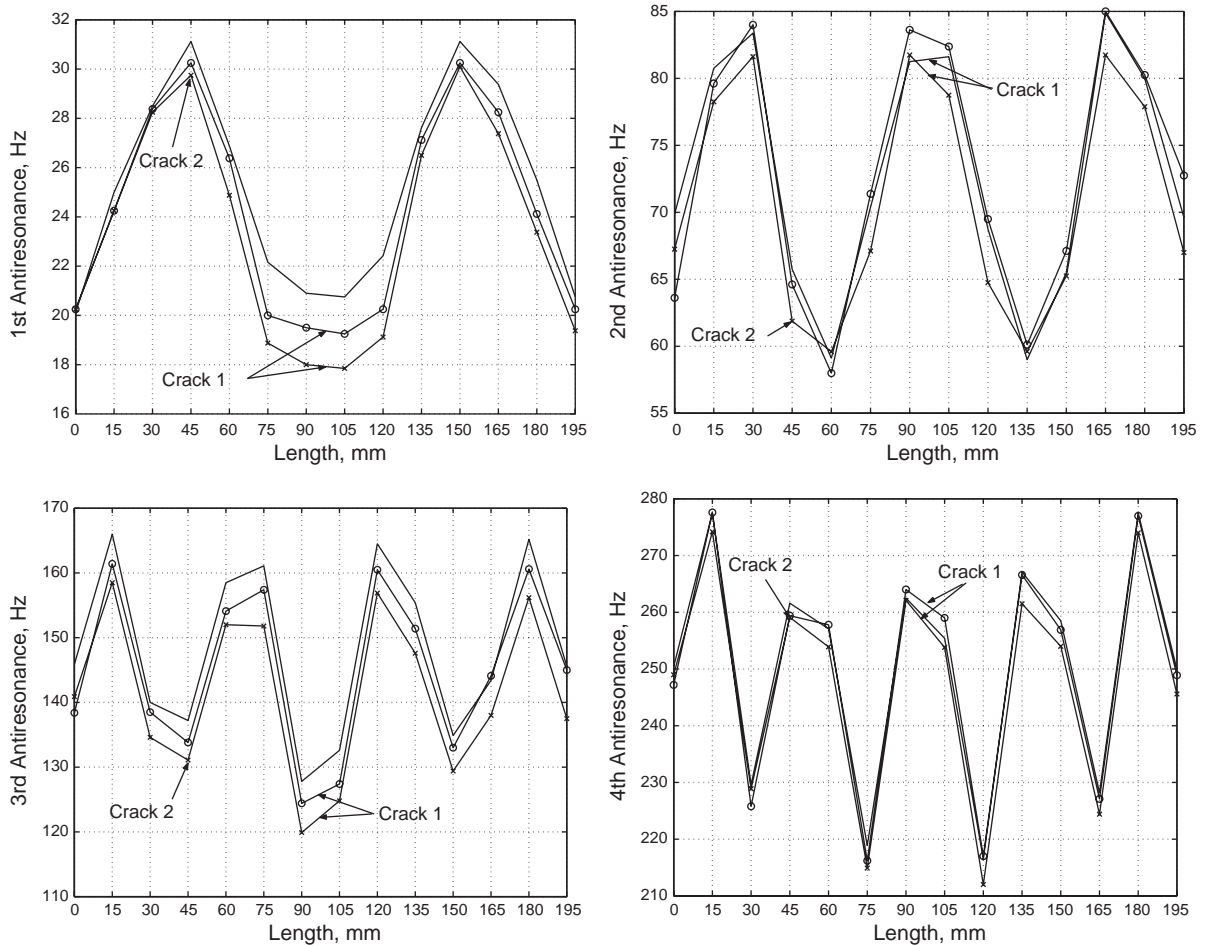 32
30
28
26
24
22
20
18
16
1st Antiresonance, Hz
Crack 2
Crack 1
0 15 30 45 60 75 90 105 120 135 150 165 180 195
Length, mm
85
80
75
70
65
60
55
2nd Antiresonance, Hz
Crack 1
Crack 2
0 15 30 45 60 75 90 105 120 135 150 165 180 195
Length, mm
170
160
150
140
130
120
110
3rd Antiresonance, Hz
Crack 2
Crack 1
0 15 30 45 60 75 90 105 120 135 150 165 180 195
Length, mm
280
270
260
250
240
230
220
210
4th Antiresonance, Hz
Crack 2
Crack 1
0 15 30 45 60 75 90 105 120 135 150 165 180 195
Length, mm